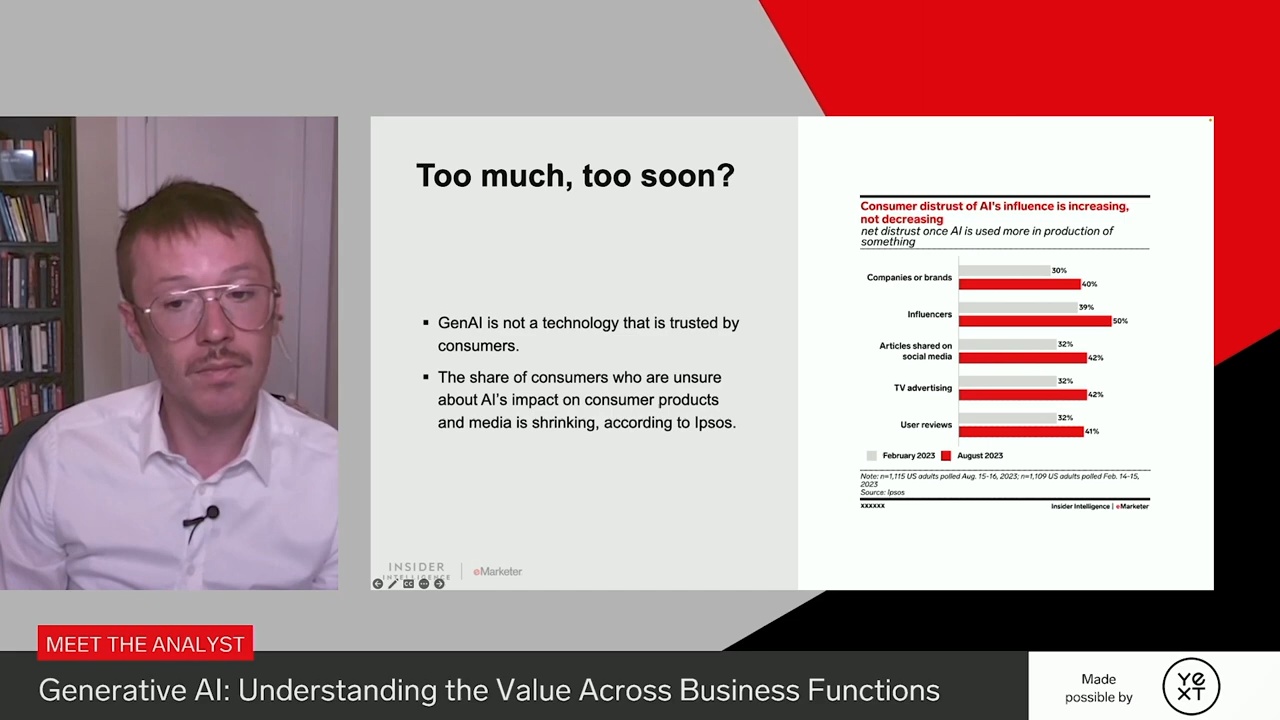 Too much, too soon?
▪ GenAI is not a technology that is trusted by
consumers.
▪ The share of consumers who are unsure
about AI's impact on consumer products
and media is shrinking, according to Ipsos.
INSIDER
INTELLIGENCE
eMarketer
Consumer distrust of AI's influence is increasing,
not decreasing
net distrust once AI is used more in production of
something
Companies or brands
30%
40%
Influencers
39%
50%
Articles shared on
social media
32%
42%
TV advertising
32%
42%
User reviews
32%
41%
February 2023 August 2023
Note: n=1,115 US adults polled Aug. 15-16, 2023; n=1,109 US adults polled Feb. 14-15,
2023
Source: Ipsos
xxxxxx Insider Intelligence | eMarketer
MEET THE ANALYST
Generative AI: Understanding the Value Across Business Functions
Made
possible by
YEXT